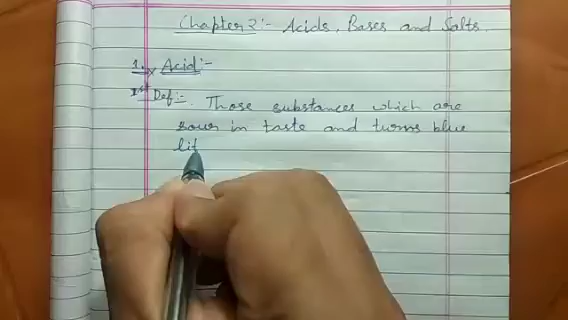 Chapter 2:- Acids, Bases and Salts.
1. Acid:-
1st Def:- Those substances which are
sour in taste and turns blue
lit